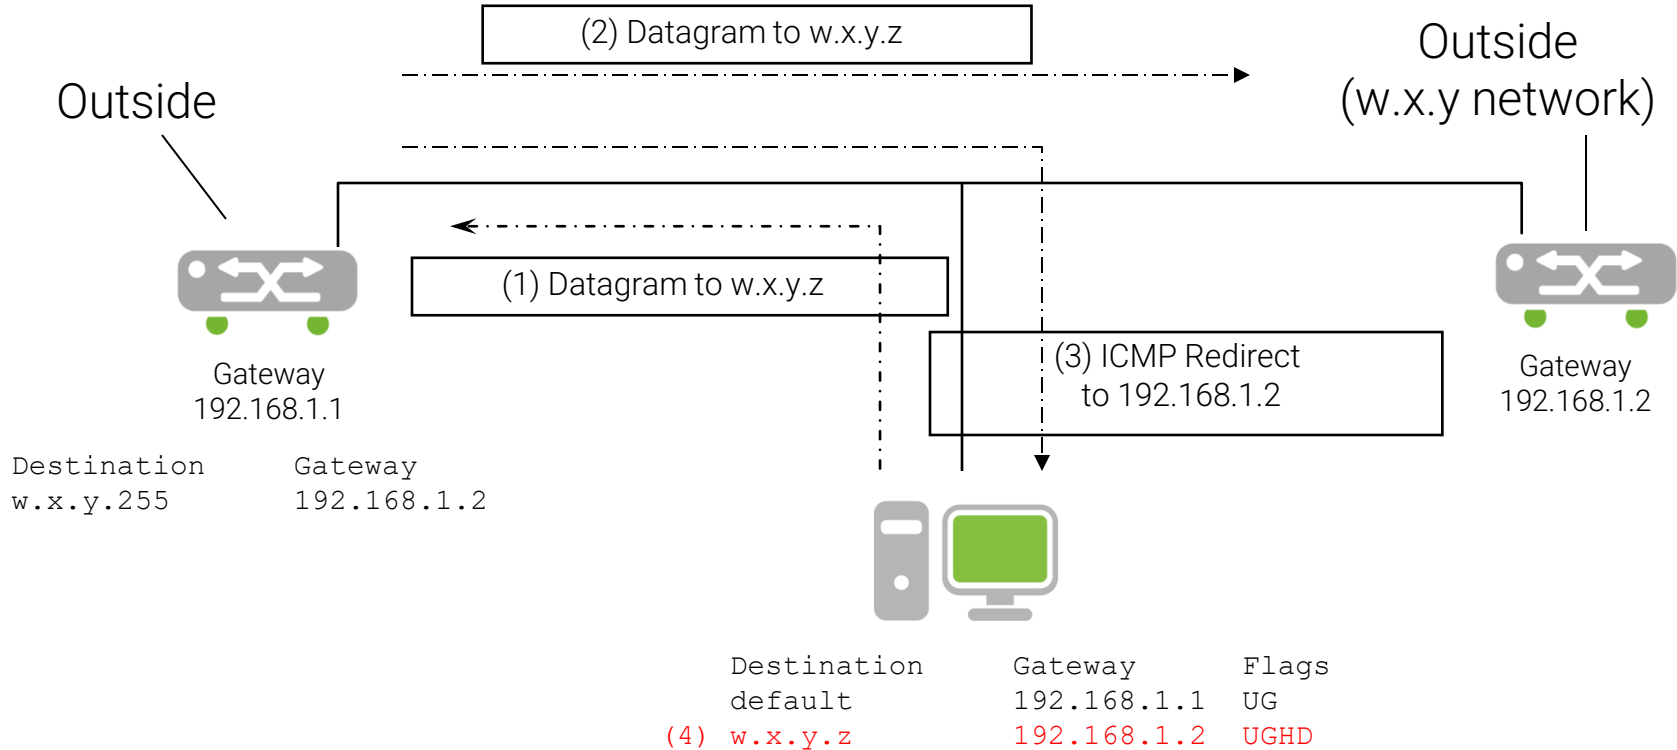 (2) Datagram to w.x.y.z
Outside
Outside
(w.x.y network)
(1) Datagram to w.x.y.z
(3) ICMP Redirect
to 192.168.1.2
Gateway
192.168.1.1
Gateway
192.168.1.2
Destination Gateway
w.x.y.255 192.168.1.2
Destination Gateway Flags
default 192.168.1.1 UG
(4) w.x.y.z 192.168.1.2 UGHD